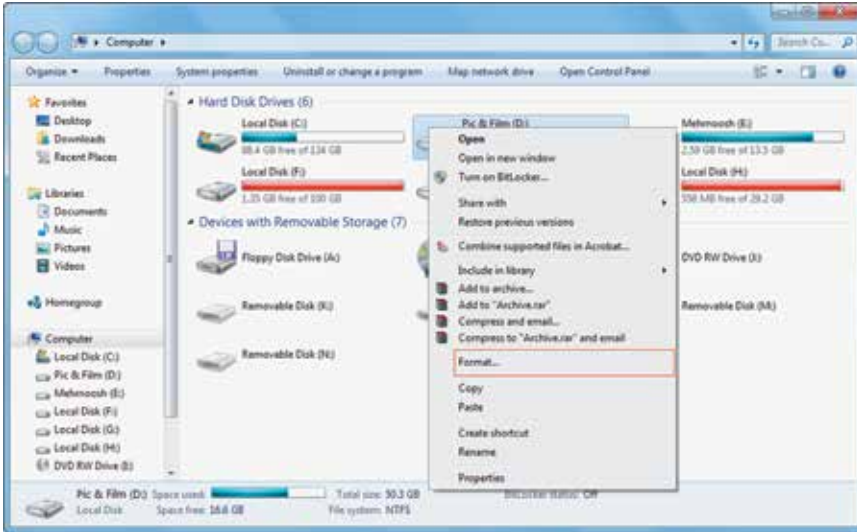 Computer
Search Co...
Organize Properties System properties Uninstall or change a program Map network drive Open Control Panel
Favorites
Desktop
Downloads
Recent Places
Libraries
Documents
Music
Pictures
Videos
Homegroup
Computer
Local Disk (C:)
Pic & Film (D:)
Mehrnoosh (E:)
Local Disk (F:)
Local Disk (G:)
Local Disk (H:)
DVD RW Drive (I:)
Hard Disk Drives (6)
Local Disk (C:)
88.4 GB free of 134 GB
Pic & Film (D:)
Mehrnoosh (E:)
2.59 GB free of 13.5 GB
Local Disk (F:)
1.35 GB free of 100 GB
Local Disk (H:)
558 MB free of 29.2 GB
Devices with Removable Storage (7)
Floppy Disk Drive (A:)
DVD RW Drive (J:)
Removable Disk (K:)
Removable Disk (M:)
Removable Disk (N:)
Open
Open in new window
Turn on BitLocker...
Share with
Restore previous versions
Combine supported files in Acrobat...
Include in library
Add to archive...
Add to "Archive.rar"
Compress and email...
Compress to "Archive.rar" and email
Format...
Copy
Paste
Create shortcut
Rename
Properties
Pic & Film (D:) Space used: Total size: 30.3 GB BitLocker status: Off
Local Disk Space free: 16.6 GB File system: NTFS